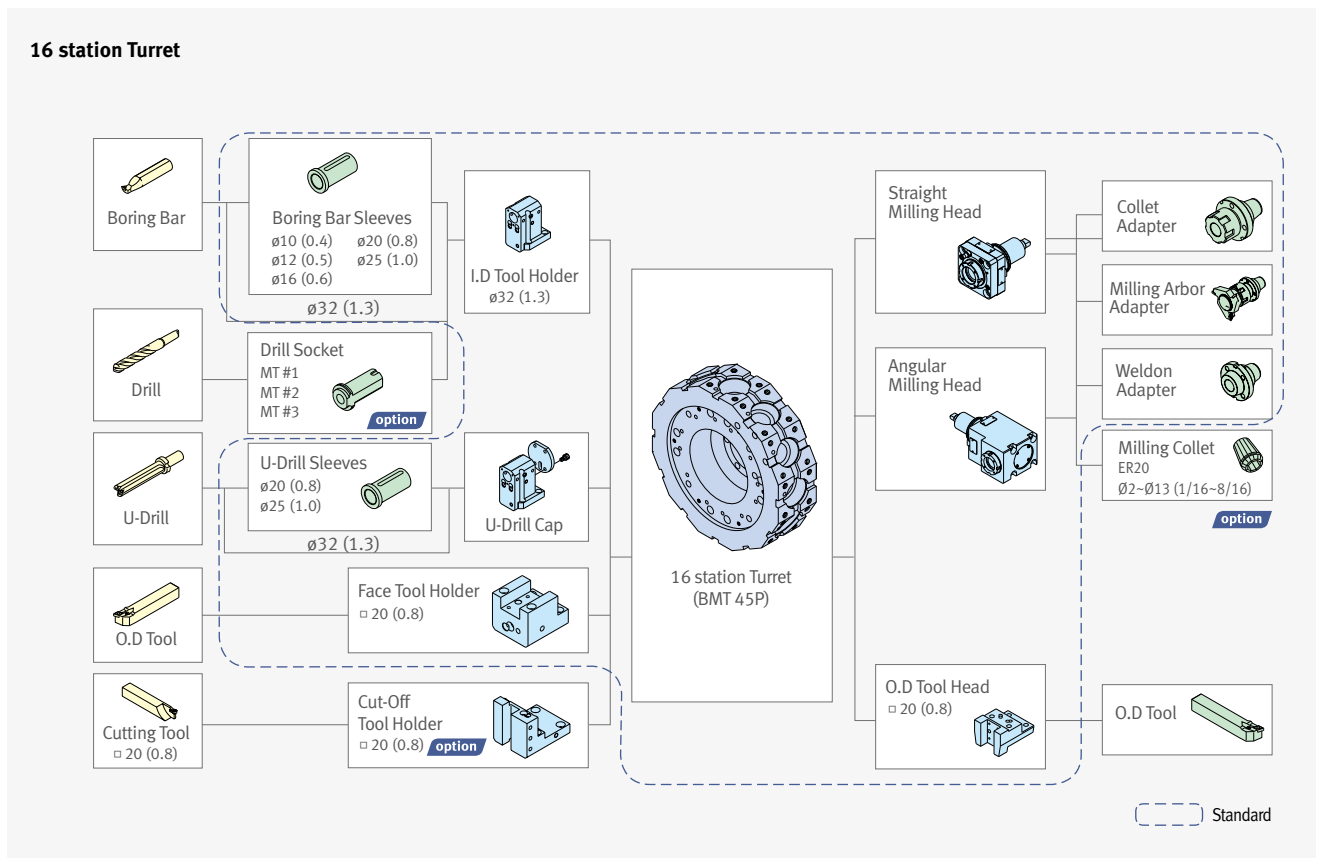 16 station Turret
Boring Bar
Boring Bar Sleeves
ø10 (0.4) ø20 (0.8)
ø12 (0.5) ø25 (1.0)
ø16 (0.6)
ø32 (1.3)
I.D Tool Holder
ø32 (1.3)
Drill
Drill Socket
MT #1
MT #2
MT #3
option
U-Drill
U-Drill Sleeves
ø20 (0.8)
ø25 (1.0)
ø32 (1.3)
U-Drill Cap
O.D Tool
Face Tool Holder
□ 20 (0.8)
Cutting Tool
□ 20 (0.8)
Cut-Off
Tool Holder
□ 20 (0.8) option
16 station Turret
(BMT 45P)
Straight
Milling Head
Angular
Milling Head
O.D Tool Head
□ 20 (0.8)
Collet
Adapter
Milling Arbor
Adapter
Weldon
Adapter
Milling Collet
ER20
Ø2~Ø13 (1/16~8/16)
option
O.D Tool
Standard